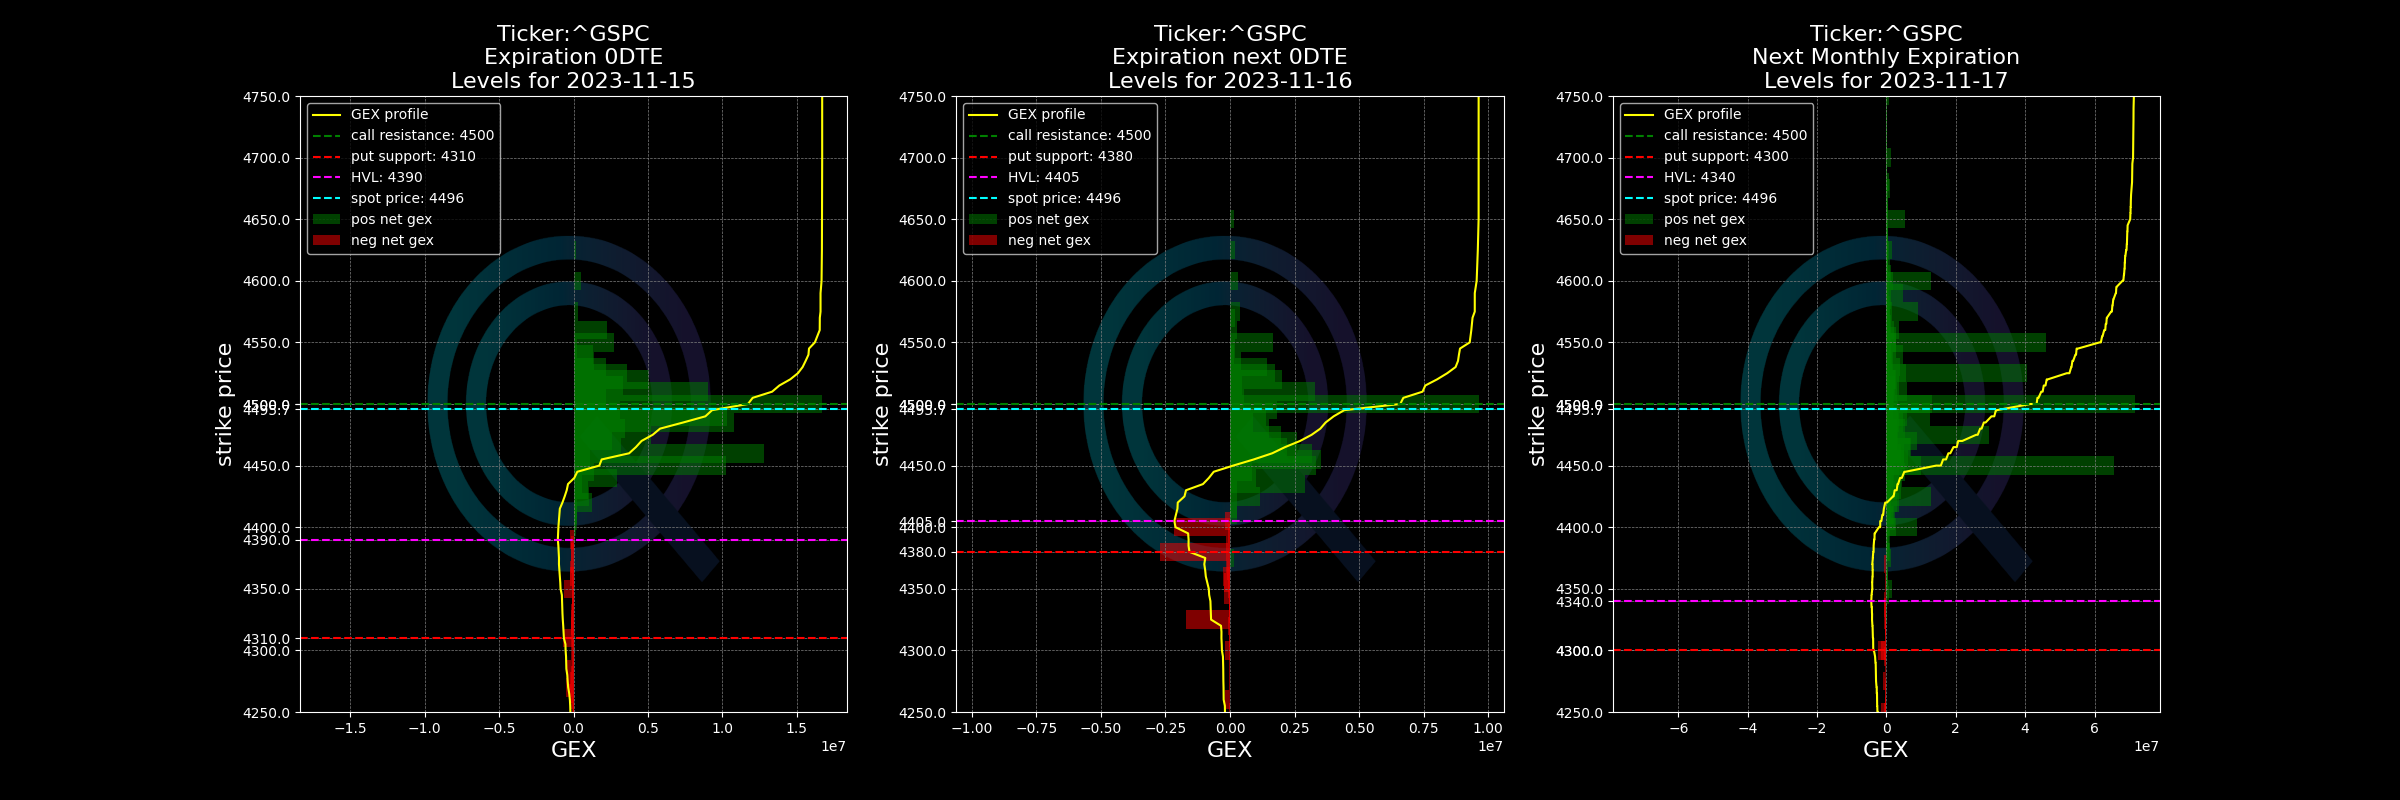 Ticker:^GSPC
Expiration 0DTE
Levels for 2023-11-15
GEX profile
call resistance: 4500
put support: 4310
HVL: 4390
spot price: 4496
pos net gex
neg net gex
4750.0
4700.0
4650.0
4600.0
4550.0
4500.0
4495.7
4450.0
4400.0
4390.0
4350.0
4310.0
4300.0
4250.0
strike price
−1.5 −1.0 −0.5 0.0 0.5 1.0 1.5
1e7
GEX
Ticker:^GSPC
Expiration next 0DTE
Levels for 2023-11-16
GEX profile
call resistance: 4500
put support: 4380
HVL: 4405
spot price: 4496
pos net gex
neg net gex
4750.0
4700.0
4650.0
4600.0
4550.0
4500.0
4495.7
4450.0
4405.0
4400.0
4380.0
4350.0
4300.0
4250.0
strike price
−1.00 −0.75 −0.50 −0.25 0.00 0.25 0.50 0.75 1.00
1e7
GEX
Ticker:^GSPC
Next Monthly Expiration
Levels for 2023-11-17
GEX profile
call resistance: 4500
put support: 4300
HVL: 4340
spot price: 4496
pos net gex
neg net gex
4750.0
4700.0
4650.0
4600.0
4550.0
4500.0
4495.7
4450.0
4400.0
4350.0
4340.0
4300.0
4250.0
strike price
−6 −4 −2 0 2 4 6
1e7
GEX